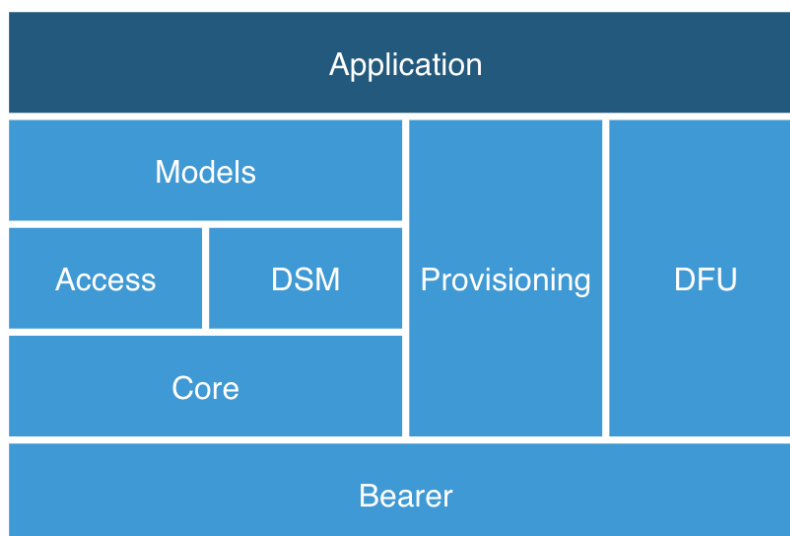 Application
Models
Access
DSM
Provisioning
DFU
Core
Bearer